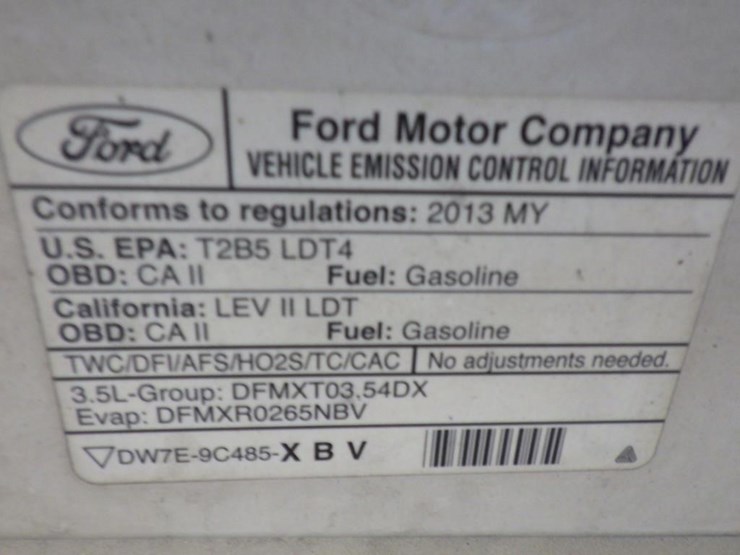 Ford
Ford Motor Company
VEHICLE EMISSION CONTROL INFORMATION
Conforms to regulations: 2013 MY
U.S. EPA: T2B5 LDT4
OBD: CA II Fuel: Gasoline
California: LEV II LDT
OBD: CA II Fuel: Gasoline
TWC/DFI/AFS/HO2S/TC/CAC No adjustments needed.
3.5L-Group: DFMXT03.54DX
Evap: DFMXR0265NBV
DW7E-9C485-X B V